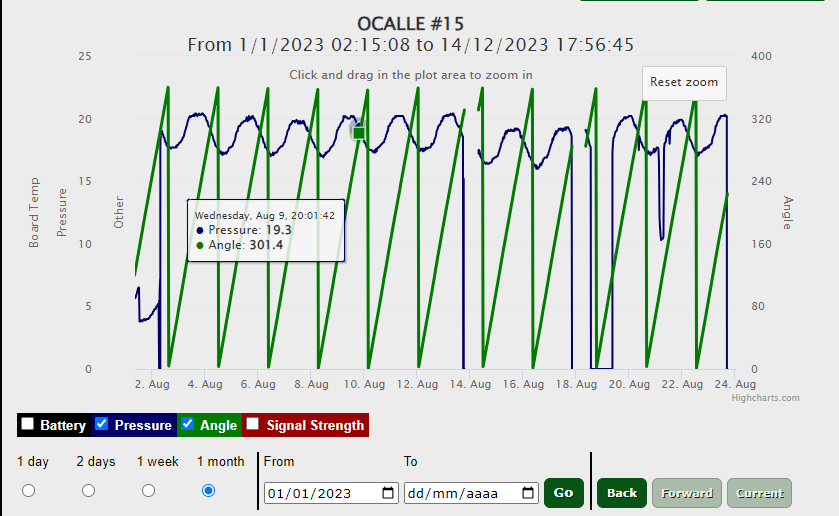 OCALLE #15
From 1/1/2023 02:15:08 to 14/12/2023 17:56:45
Click and drag in the plot area to zoom in
Reset zoom
Board Temp
Pressure
Other
25
20
15
10
5
0
400
320
240
160
80
0
Angle
Wednesday, Aug 9, 20:01:42
Pressure: 19.3
Angle: 301.4
2. Aug 4. Aug 6. Aug 8. Aug 10. Aug 12. Aug 14. Aug 16. Aug 18. Aug 20. Aug 22. Aug 24. Aug
Highcharts.com
Battery Pressure Angle Signal Strength
1 day 2 days 1 week 1 month From To
01/01/2023 dd/mm/aaaa Go Back Forward Current